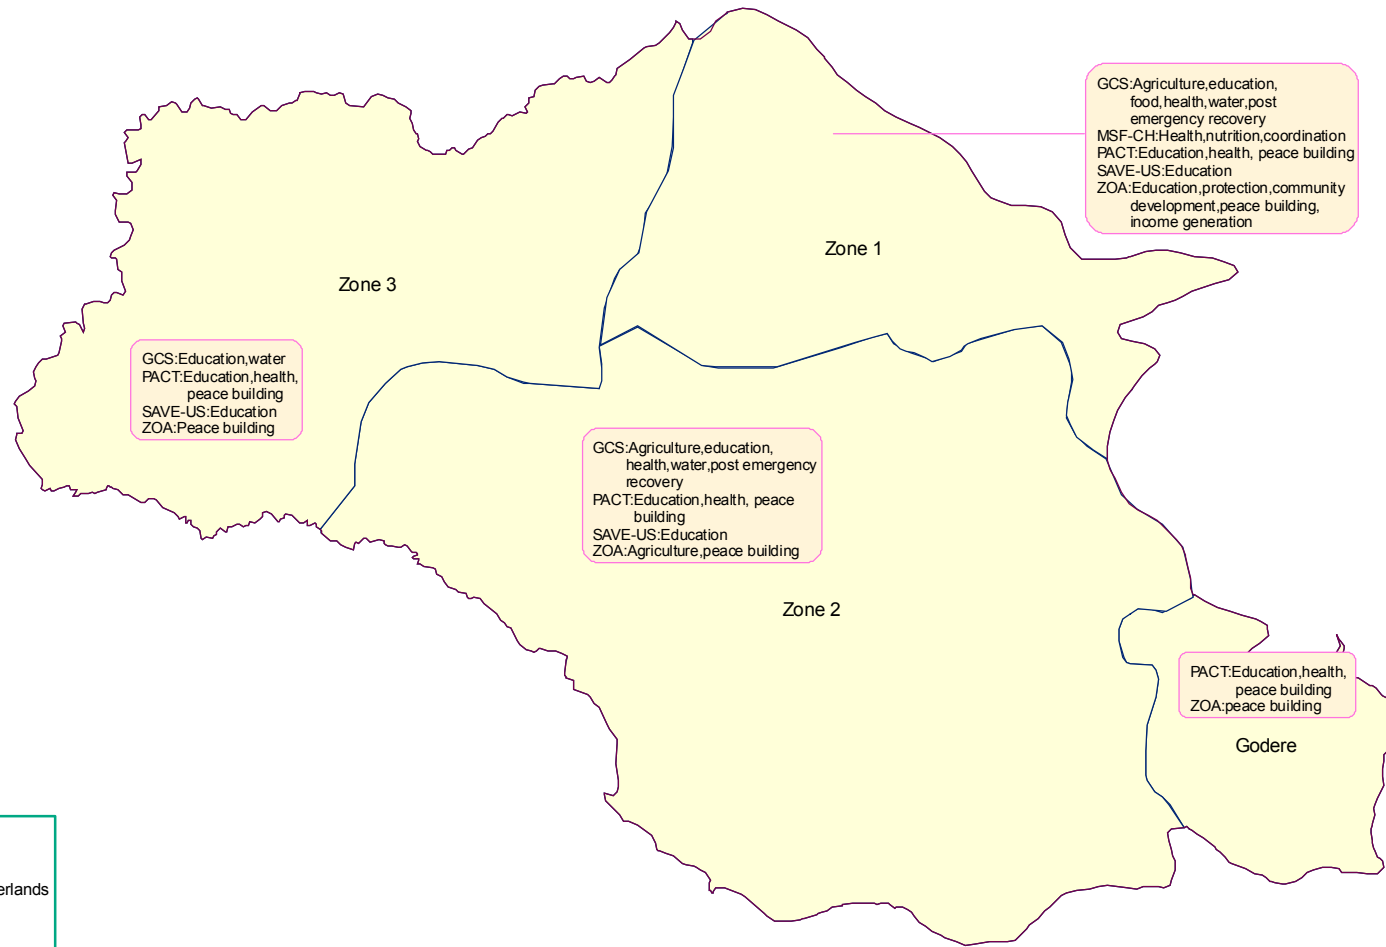 GCS:Agriculture,education,
food,health,water,post
emergency recovery
MSF-CH:Health,nutrition,coordination
PACT:Education,health, peace building
SAVE-US:Education
ZOA:Education,protection,community
development,peace building,
income generation
Zone 1
Zone 3
GCS:Education,water
PACT:Education,health,
peace building
SAVE-US:Education
ZOA:Peace building
GCS:Agriculture,education,
health,water,post emergency
recovery
PACT:Education,health, peace
building
SAVE-US:Education
ZOA:Agriculture,peace building
Zone 2
PACT:Education,health,
peace building
ZOA:peace building
Godere
erlands